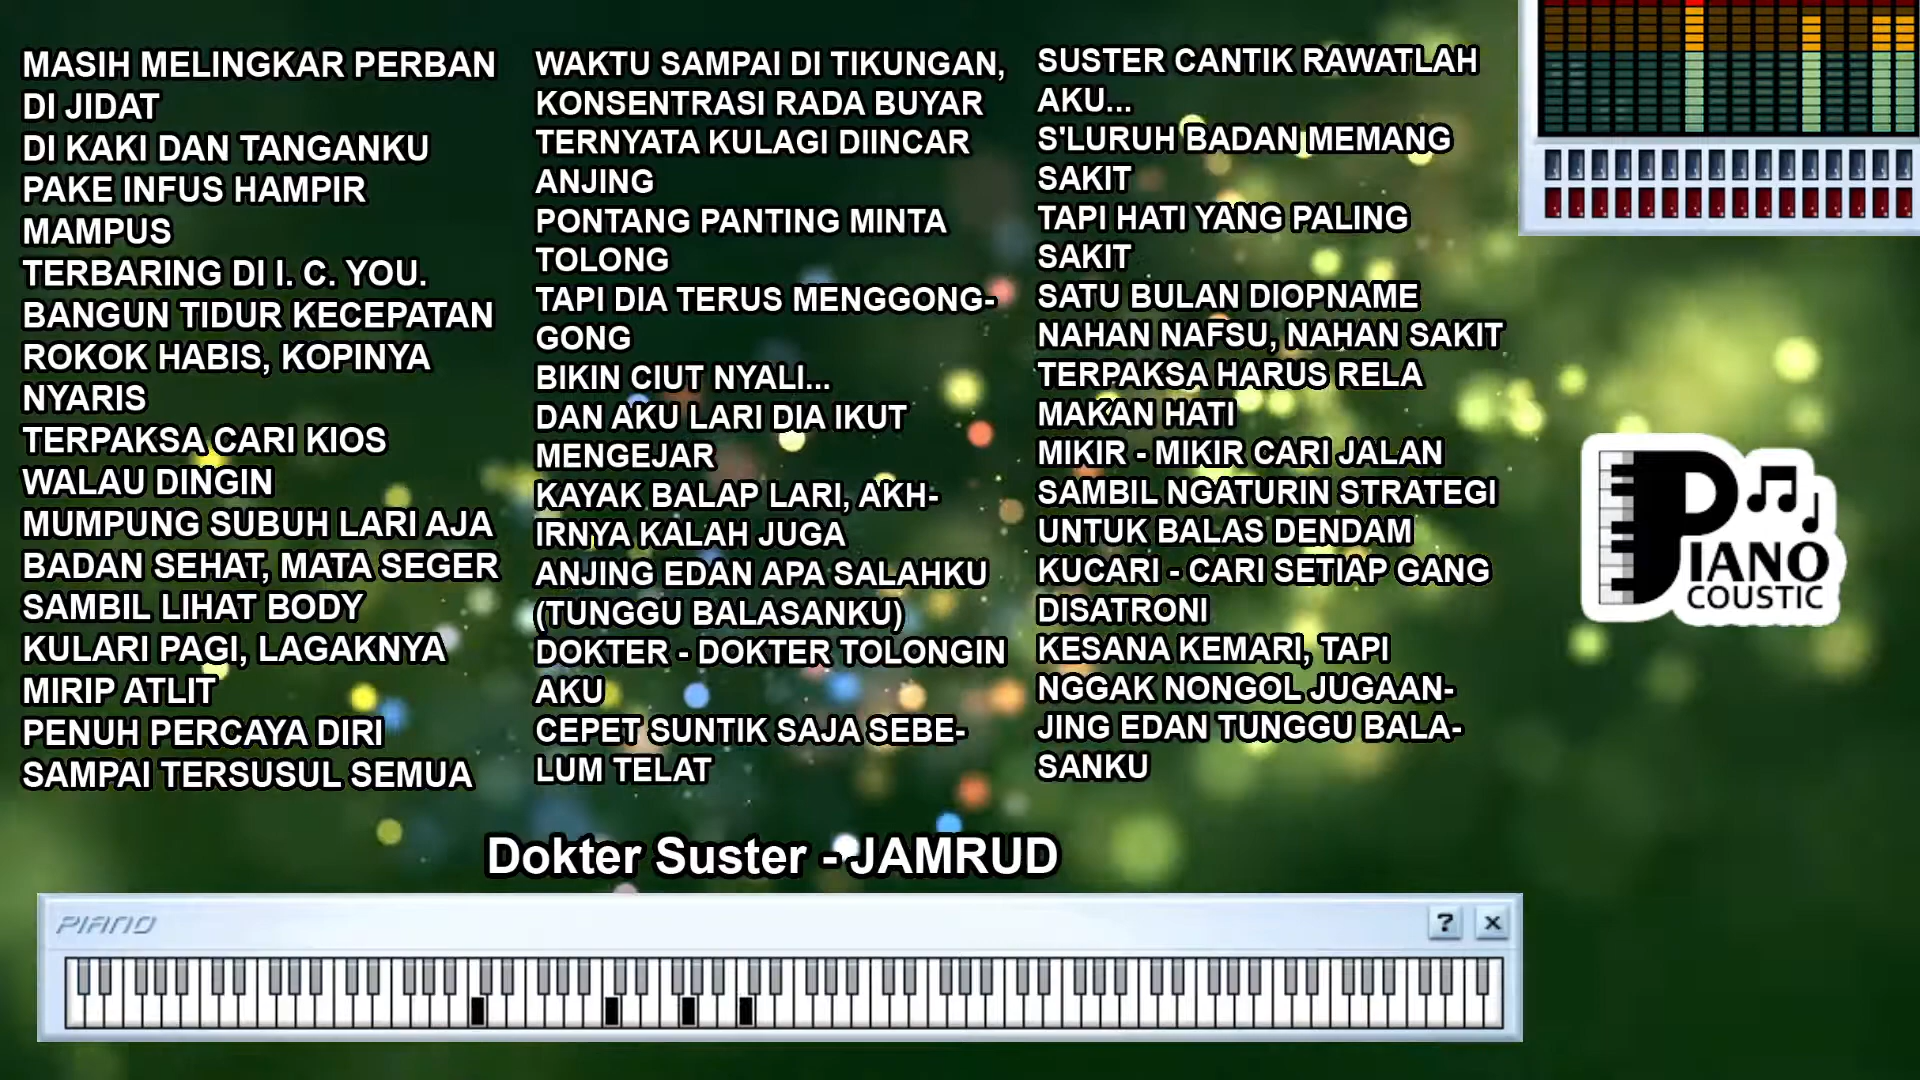 MASIH MELINGKAR PERBAN
DI JIDAT
DI KAKI DAN TANGANKU
PAKE INFUS HAMPIR
MAMPUS
TERBARING DI I. C. YOU.
BANGUN TIDUR KECEPATAN
ROKOK HABIS, KOPINYA
NYARIS
TERPAKSA CARI KIOS
WALAU DINGIN
MUMPUNG SUBUH LARI AJA
BADAN SEHAT, MATA SEGER
SAMBIL LIHAT BODY
KULARI PAGI, LAGAKNYA
MIRIP ATLIT
PENUH PERCAYA DIRI
SAMPAI TERSUSUL SEMUA
WAKTU SAMPAI DI TIKUNGAN,
KONSENTRASI RADA BUYAR
TERNYATA KULAGI DIINCAR
ANJING
PONTANG PANTING MINTA
TOLONG
TAPI DIA TERUS MENGGONG-
GONG
BIKIN CIUT NYALI...
DAN AKU LARI DIA IKUT
MENGEJAR
KAYAK BALAP LARI, AKH-
IRNYA KALAH JUGA
ANJING EDAN APA SALAHKU
(TUNGGU BALASANKU)
DOKTER - DOKTER TOLONGIN
AKU
CEPET SUNTIK SAJA SEBE-
LUM TELAT
SUSTER CANTIK RAWATLAH
AKU...
S'LURUH BADAN MEMANG
SAKIT
TAPI HATI YANG PALING
SAKIT
SATU BULAN DIOPNAME
NAHAN NAFSU, NAHAN SAKIT
TERPAKSA HARUS RELA
MAKAN HATI
MIKIR - MIKIR CARI JALAN
SAMBIL NGATURIN STRATEGI
UNTUK BALAS DENDAM
KUCARI - CARI SETIAP GANG
DISATRONI
KESANA KEMARI, TAPI
NGGAK NONGOL JUGAAN-
JING EDAN TUNGGU BALA-
SANKU
PIANO
COUSTIC
Dokter Suster - JAMRUD
PIANO
? X